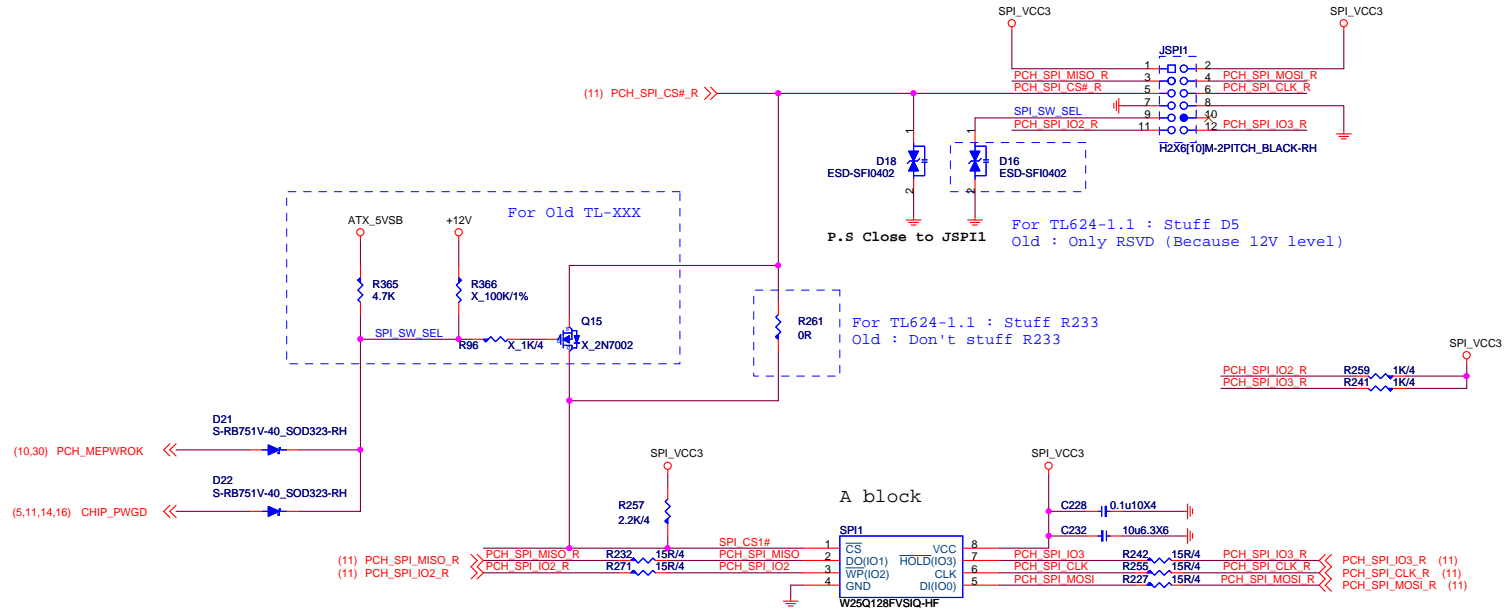 SPI_VCC3 SPI_VCC3
JSPI1
1 2
PCH_SPI_MISO_R 3 4 PCH_SPI_MOSI_R
(11) PCH_SPI_CS#_R PCH_SPI_CS#_R 5 6 PCH_SPI_CLK_R
7 8
SPI_SW_SEL 9 10
PCH_SPI_IO2_R 11 12 PCH_SPI_IO3_R
H2X6[10]M-2PITCH_BLACK-RH
1 1
D18 D16
ESD-SFI0402 ESD-SFI0402
2 2
P.S Close to JSPI1
For TL624-1.1 : Stuff D5
Old : Only RSVD (Because 12V level)
For Old TL-XXX
ATX_5VSB +12V
R365 R366
4.7K X_100K/1%
SPI_SW_SEL
R96 X_1K/4
Q15
X_2N7002
R261
0R
For TL624-1.1 : Stuff R233
Old : Don't stuff R233
SPI_VCC3
PCH_SPI_IO2_R R259 1K/4
PCH_SPI_IO3_R R241 1K/4
D21
S-RB751V-40_SOD323-RH
(10,30) PCH_MEPWROK
D22
S-RB751V-40_SOD323-RH
(5,11,14,16) CHIP_PWGD
SPI_VCC3 SPI_VCC3
R257
2.2K/4
A block
C228 0.1u10X4
C232 10u6.3X6
SPI1
SPI_CS1# 1 CS VCC 8
(11) PCH_SPI_MISO_R PCH_SPI_MISO_R R232 15R/4 PCH_SPI_MISO 2 DO(IO1) HOLD(IO3) 7 PCH_SPI_IO3 R242 15R/4 PCH_SPI_IO3_R PCH_SPI_IO3_R (11)
(11) PCH_SPI_IO2_R PCH_SPI_IO2_R R271 15R/4 PCH_SPI_IO2 3 WP(IO2) CLK 6 PCH_SPI_CLK R255 15R/4 PCH_SPI_CLK_R PCH_SPI_CLK_R (11)
4 GND DI(IO0) 5 PCH_SPI_MOSI R227 15R/4 PCH_SPI_MOSI_R PCH_SPI_MOSI_R (11)
W25Q128FVSIQ-HF